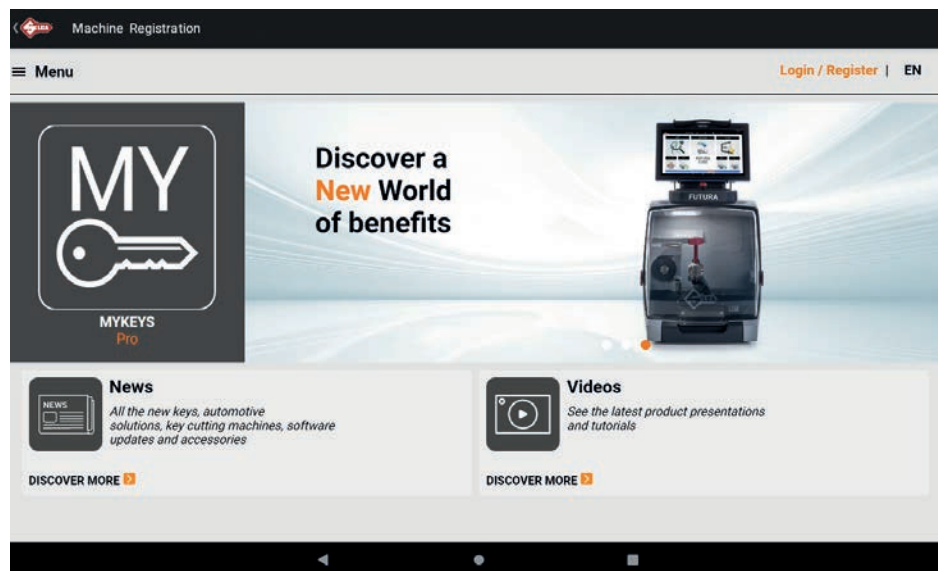 Machine Registration
Menu
Login / Register | EN
MY
MYKEYS
Pro
Discover a
New World
of benefits
FUTURA
News
NEWS
All the new keys, automotive
solutions, key cutting machines, software
updates and accessories
DISCOVER MORE
Videos
See the latest product presentations
and tutorials
DISCOVER MORE